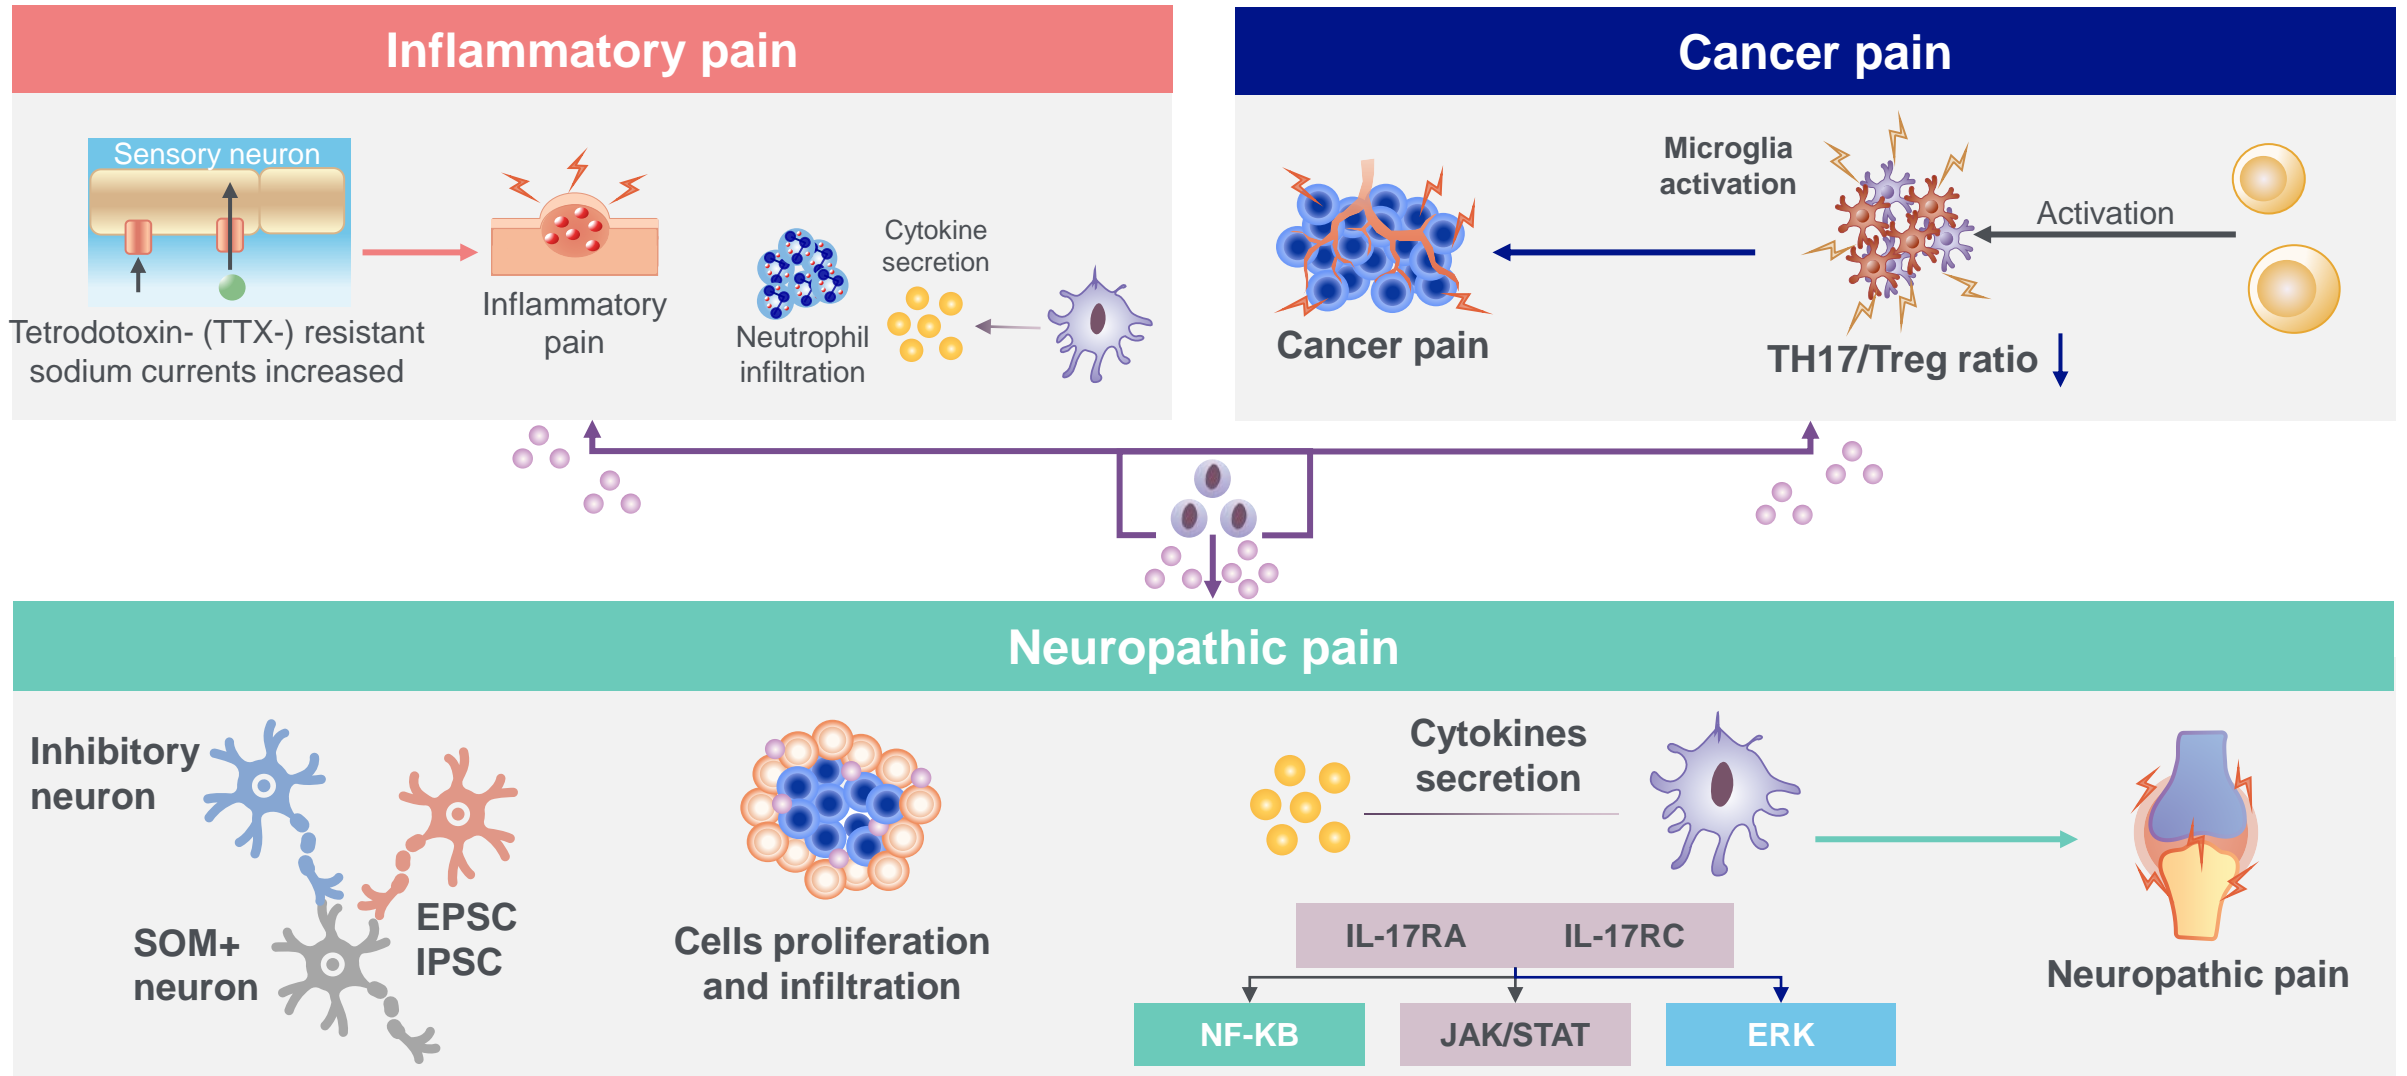 Inflammatory pain
Sensory neuron
Tetrodotoxin- (TTX-) resistant
sodium currents increased
Inflammatory
pain
Neutrophil
infiltration
Cytokine
secretion
Cancer pain
Cancer pain
Microglia
activation
TH17/Treg ratio
Activation
Neuropathic pain
Inhibitory
neuron
SOM+
neuron
EPSC
IPSC
Cells proliferation
and infiltration
Cytokines
secretion
IL-17RA IL-17RC
NF-KB
JAK/STAT
ERK
Neuropathic pain